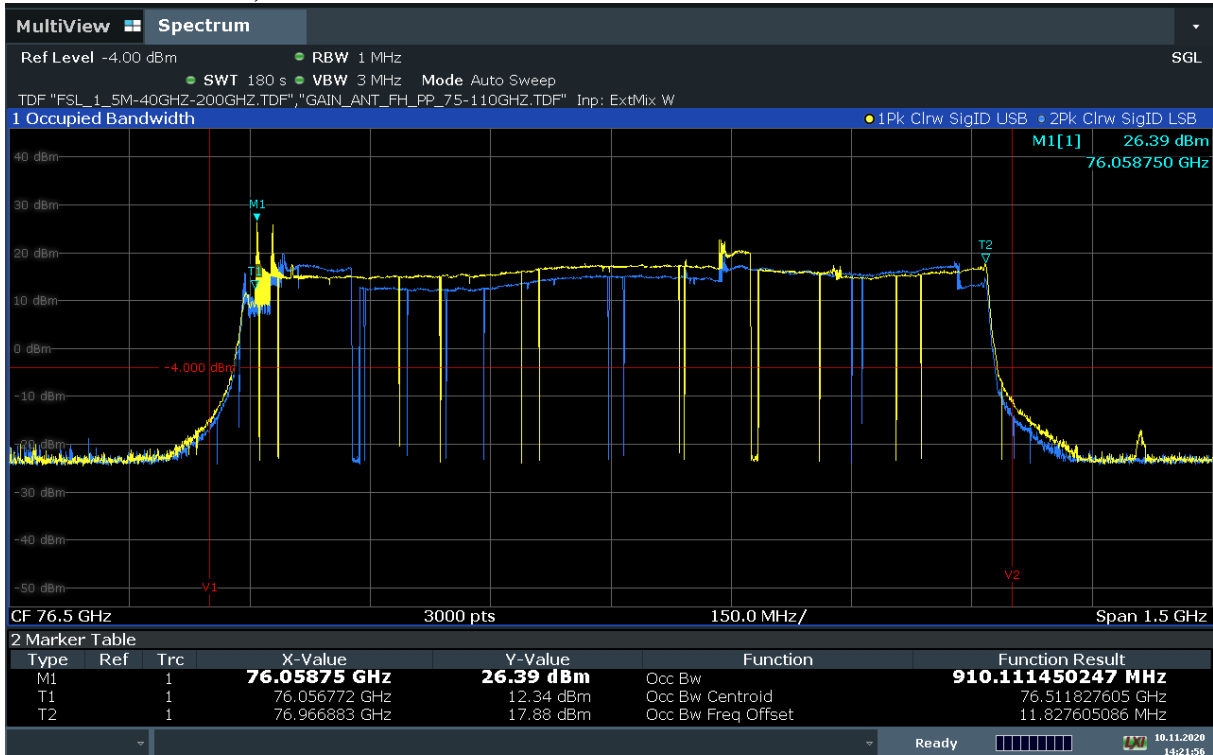 MultiView Spectrum
Ref Level -4.00 dBm RBW 1 MHz SGL
SWT 180 s VBW 3 MHz Mode Auto Sweep
TDF "FSL_1_5M-40GHZ-200GHZ.TDF","GAIN_ANT_FH_PP_75-110GHZ.TDF" Inp: ExtMix W
1 Occupied Bandwidth 1Pk Clrw SigID USB 2Pk Clrw SigID LSB
M1[1] 26.39 dBm
76.058750 GHz
40 dBm
30 dBm
M1
20 dBm
T2
T1
10 dBm
0 dBm
-4.000 dBm
-10 dBm
-20 dBm
-30 dBm
-40 dBm
V2
-50 dBm
V1
CF 76.5 GHz 3000 pts 150.0 MHz/ Span 1.5 GHz
2 Marker Table
Type Ref Trc X-Value Y-Value Function Function Result
M1 1 76.05875 GHz 26.39 dBm Occ Bw 910.111450247 MHz
T1 1 76.056772 GHz 12.34 dBm Occ Bw Centroid 76.511827605 GHz
T2 1 76.966883 GHz 17.88 dBm Occ Bw Freq Offset 11.827605086 MHz
Ready 10.11.2020
14:21:56